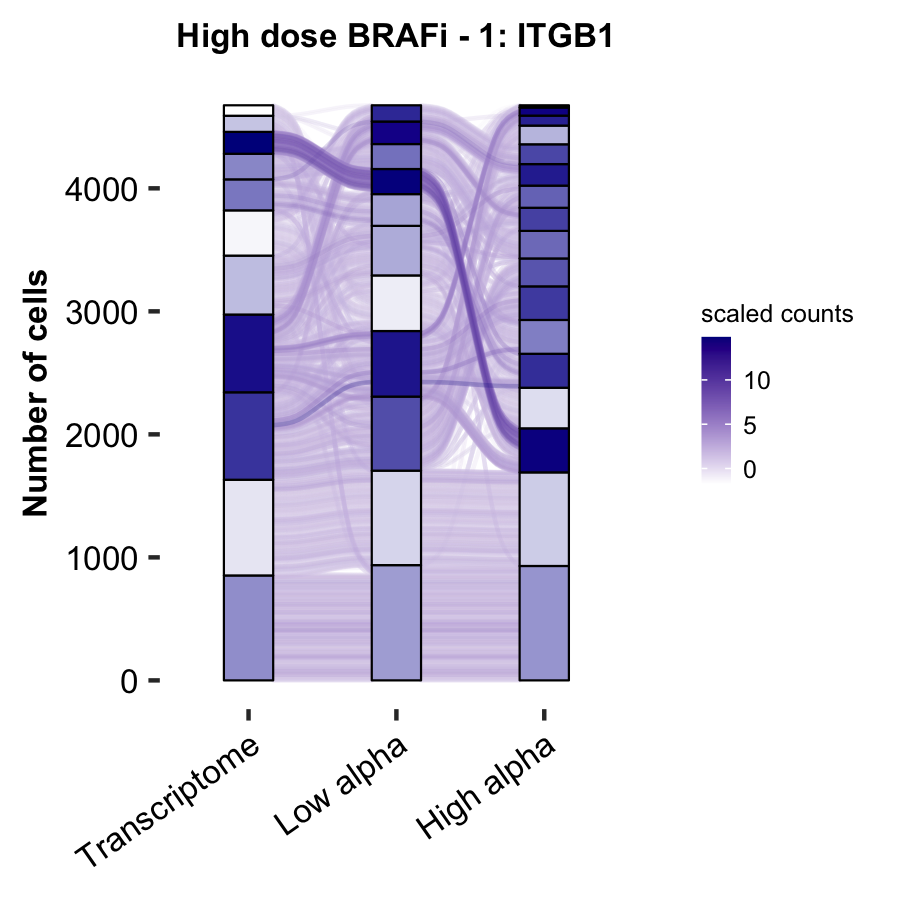 High dose BRAFi - 1: ITGB1
Number of cells
4000
3000
2000
1000
0
Transcriptome
Low alpha
High alpha
scaled counts
10
5
0